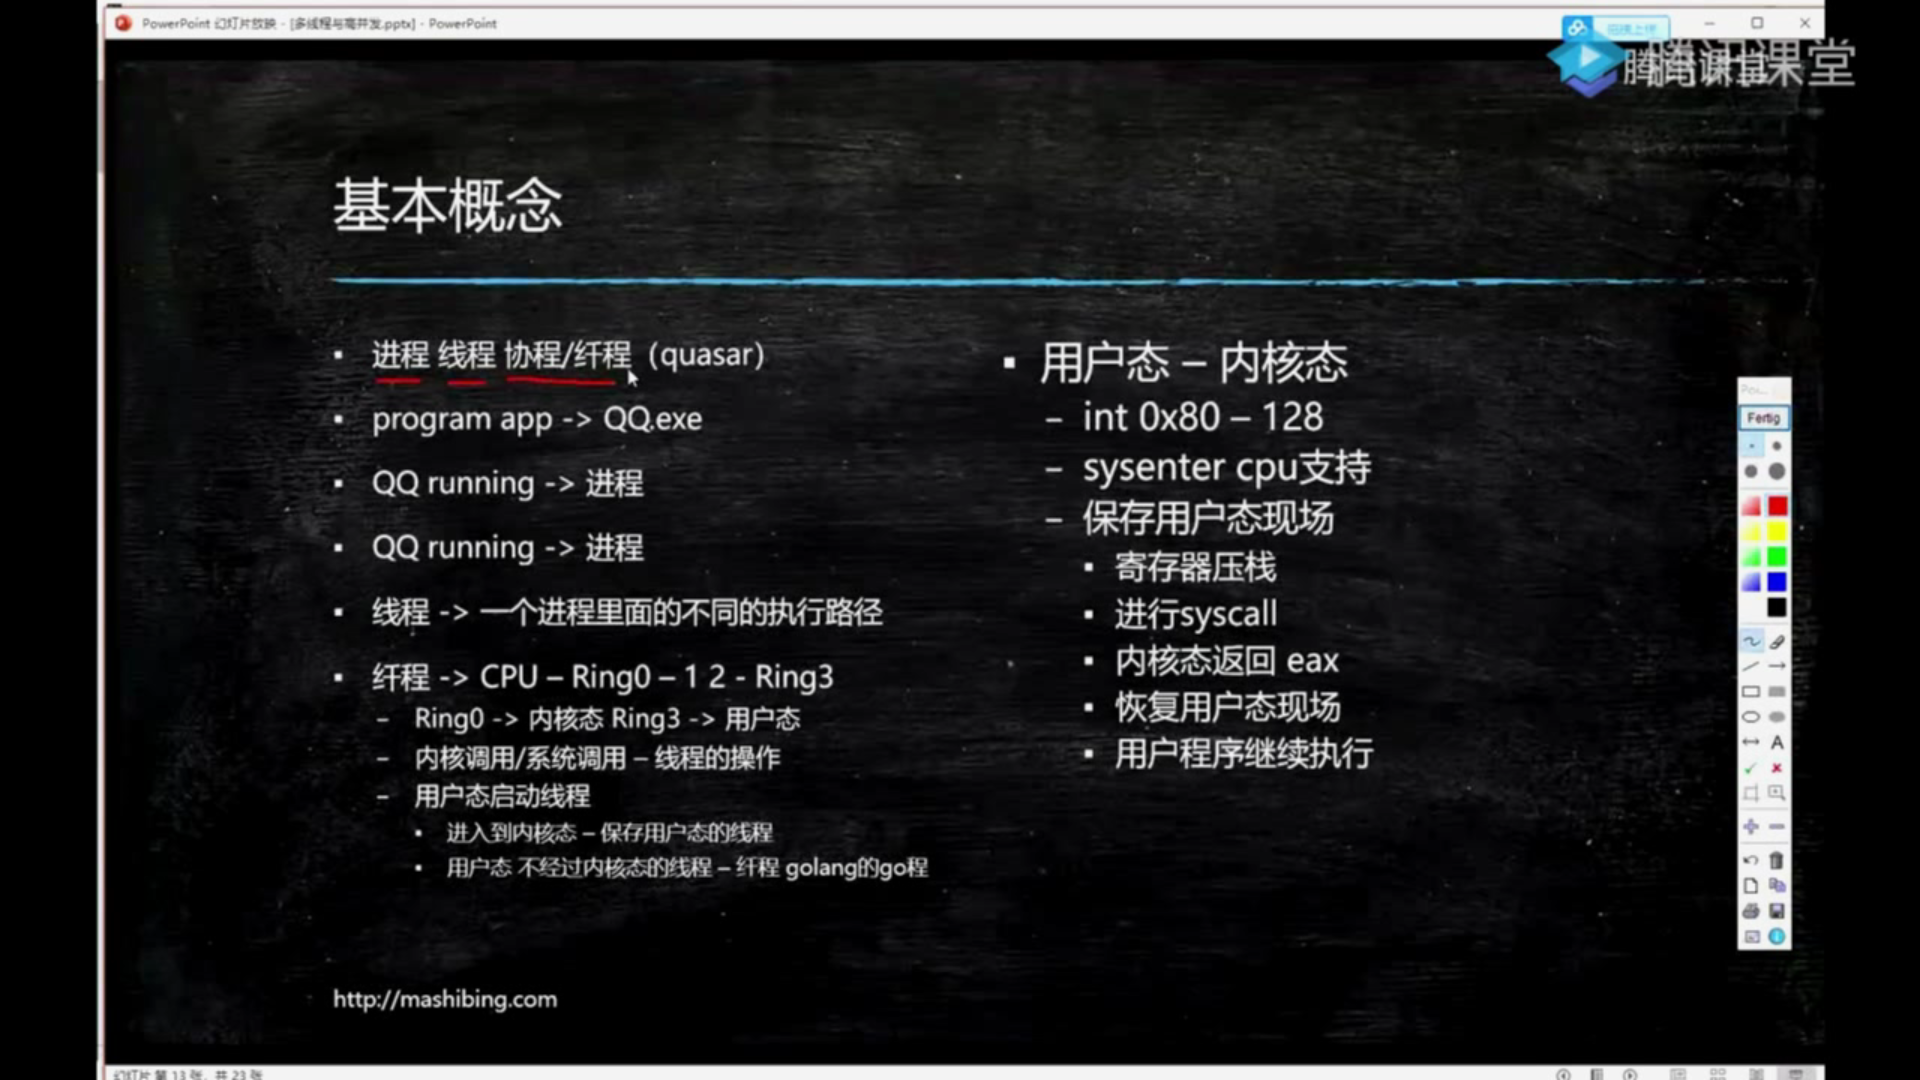 PowerPoint 幻灯片放映 - [多线程与高并发.pptx] - PowerPoint
腾讯课堂
基本概念
进程 线程 协程/纤程（quasar）
program app -> QQ.exe
QQ running -> 进程
QQ running -> 进程
线程 -> 一个进程里面的不同的执行路径
纤程 -> CPU – Ring0 – 1 2 - Ring3
– Ring0 -> 内核态 Ring3 -> 用户态
– 内核调用/系统调用 – 线程的操作
– 用户态启动线程
进入到内核态 – 保存用户态的线程
用户态 不经过内核态的线程 – 纤程 golang的go程
用户态 – 内核态
– int 0x80 – 128
– sysenter cpu支持
– 保存用户态现场
寄存器压栈
进行syscall
内核态返回 eax
恢复用户态现场
用户程序继续执行
Fertig
A
http://mashibing.com
幻灯片 第 13 张，共 23 张